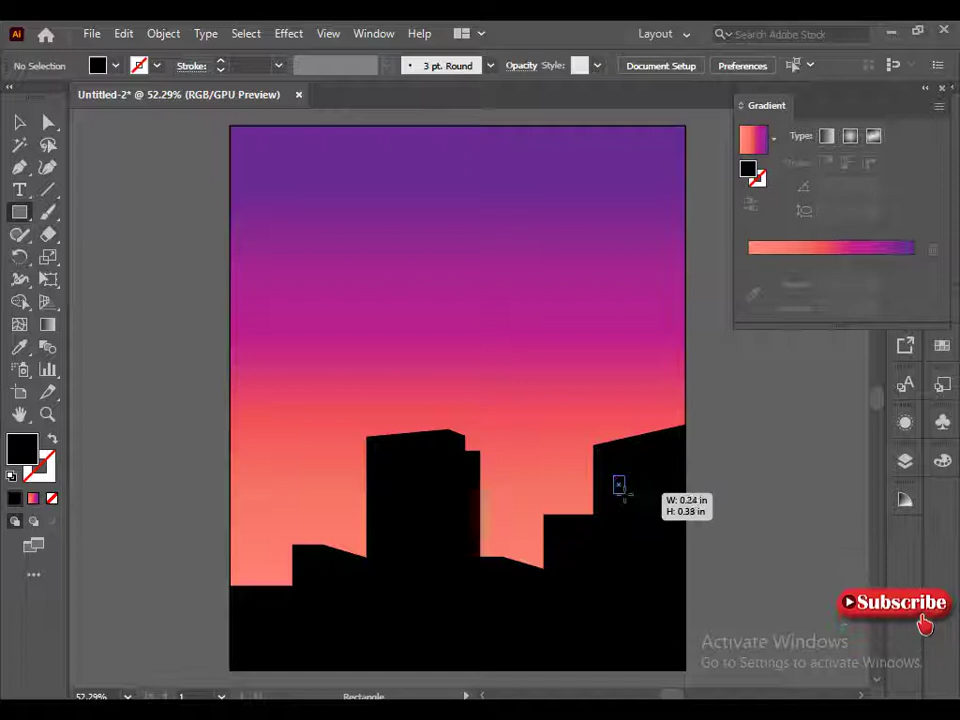 Ai File Edit Object Type Select Effect View Window Help Layout Search Adobe Stock
No Selection Stroke: 3 pt. Round Opacity Style: Document Setup Preferences
Untitled-2* @ 52.29% (RGB/GPU Preview)
Gradient
Type:
W: 0.24 in
H: 0.38 in
Subscribe
Activate Windows
Go to Settings to activate Windows.
52.29% 1 Rectangle